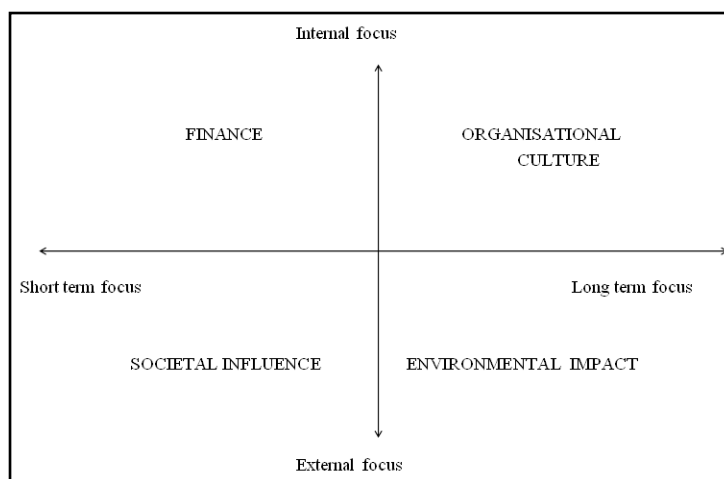 Internal focus
FINANCE
ORGANISATIONAL
CULTURE
Short term focus
Long term focus
SOCIETAL INFLUENCE
ENVIRONMENTAL IMPACT
External focus